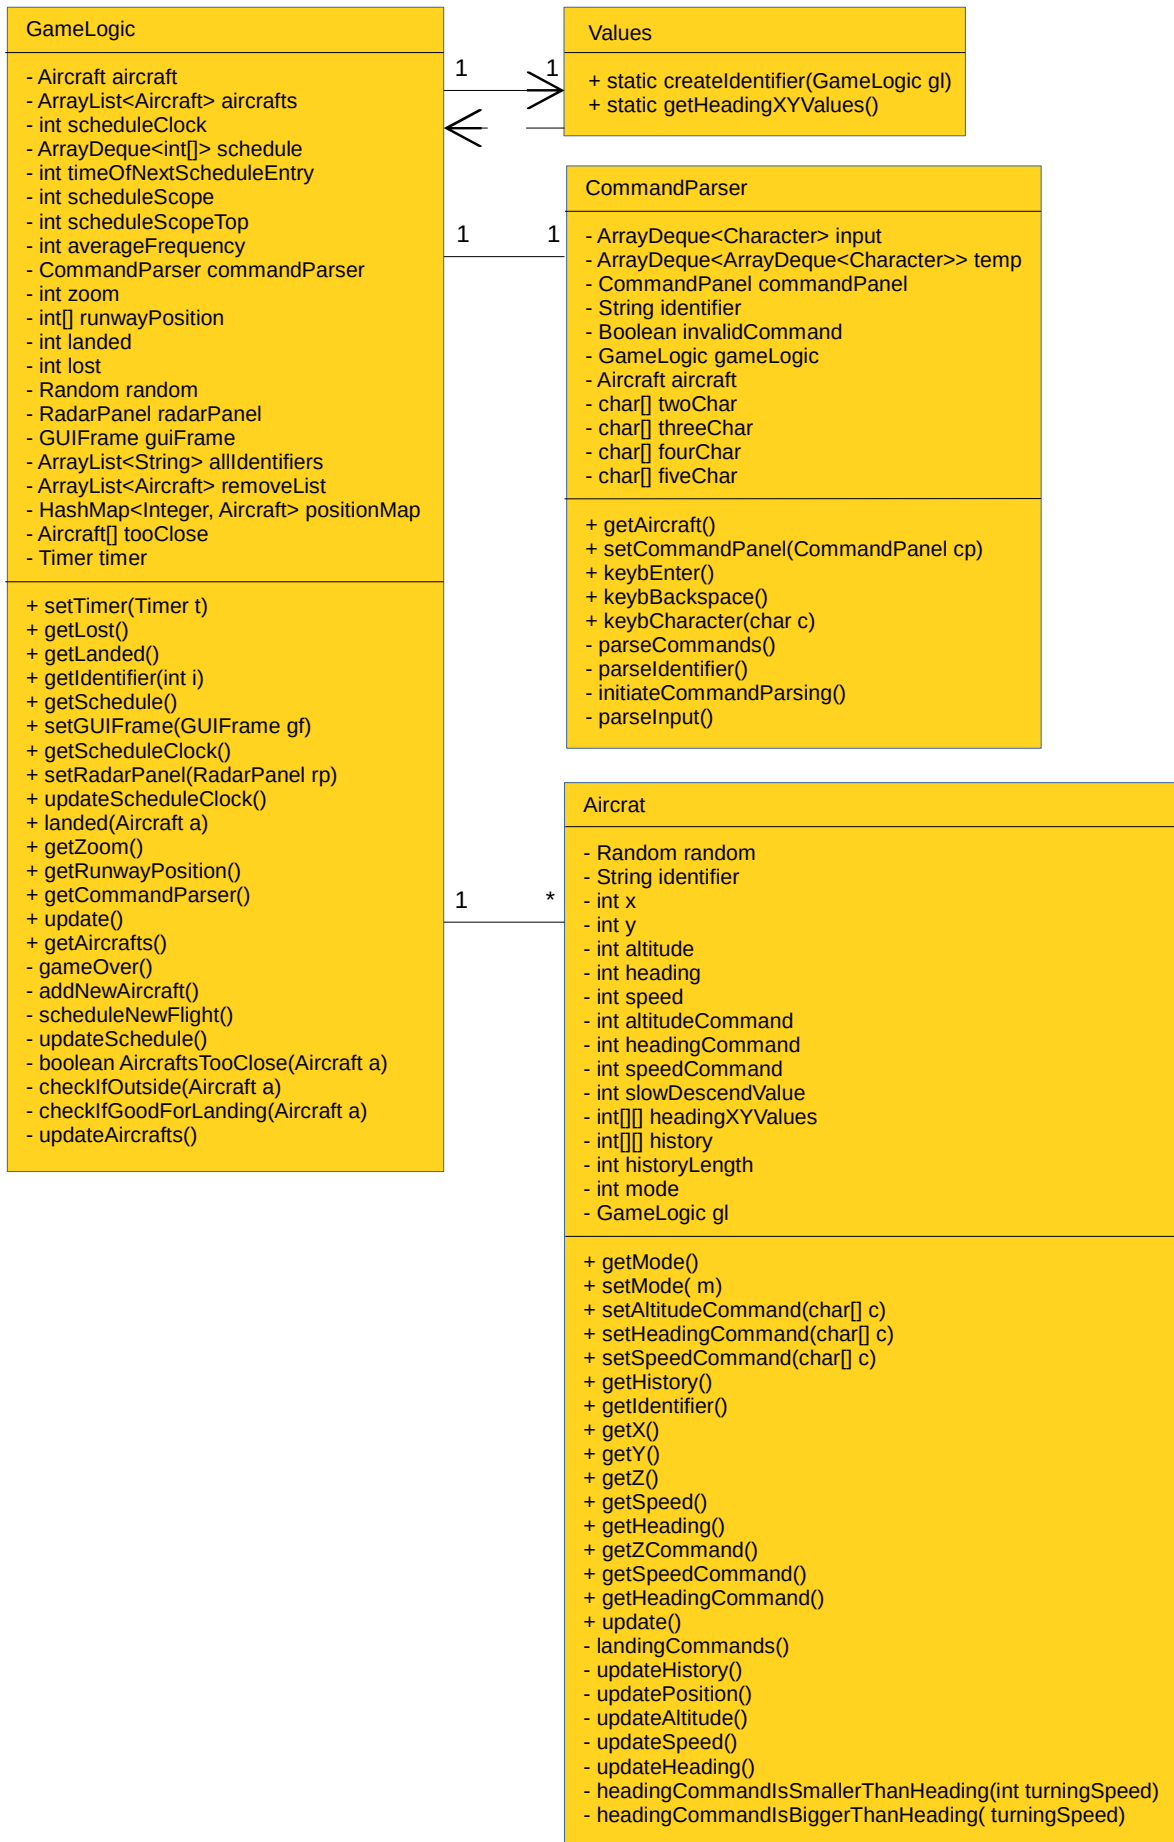 GameLogic
- Aircraft aircraft
- ArrayList<Aircraft> aircrafts
- int scheduleClock
- ArrayDeque<int[]> schedule
- int timeOfNextScheduleEntry
- int scheduleScope
- int scheduleScopeTop
- int averageFrequency
- CommandParser commandParser
- int zoom
- int[] runwayPosition
- int landed
- int lost
- Random random
- RadarPanel radarPanel
- GUIFrame guiFrame
- ArrayList<String> allIdentifiers
- ArrayList<Aircraft> removeList
- HashMap<Integer, Aircraft> positionMap
- Aircraft[] tooClose
- Timer timer
+ setTimer(Timer t)
+ getLost()
+ getLanded()
+ getIdentifier(int i)
+ getSchedule()
+ setGUIFrame(GUIFrame gf)
+ getScheduleClock()
+ setRadarPanel(RadarPanel rp)
+ updateScheduleClock()
+ landed(Aircraft a)
+ getZoom()
+ getRunwayPosition()
+ getCommandParser()
+ update()
+ getAircrafts()
- gameOver()
- addNewAircraft()
- scheduleNewFlight()
- updateSchedule()
- boolean AircraftsTooClose(Aircraft a)
- checkIfOutside(Aircraft a)
- checkIfGoodForLanding(Aircraft a)
- updateAircrafts()
1 1
Values
+ static createIdentifier(GameLogic gl)
+ static getHeadingXYValues()
1 1
CommandParser
- ArrayDeque<Character> input
- ArrayDeque<ArrayDeque<Character>> temp
- CommandPanel commandPanel
- String identifier
- Boolean invalidCommand
- GameLogic gameLogic
- Aircraft aircraft
- char[] twoChar
- char[] threeChar
- char[] fourChar
- char[] fiveChar
+ getAircraft()
+ setCommandPanel(CommandPanel cp)
+ keybEnter()
+ keybBackspace()
+ keybCharacter(char c)
- parseCommands()
- parseIdentifier()
- initiateCommandParsing()
- parseInput()
1 *
Aircrat
- Random random
- String identifier
- int x
- int y
- int altitude
- int heading
- int speed
- int altitudeCommand
- int headingCommand
- int speedCommand
- int slowDescendValue
- int[][] headingXYValues
- int[][] history
- int historyLength
- int mode
- GameLogic gl
+ getMode()
+ setMode( m)
+ setAltitudeCommand(char[] c)
+ setHeadingCommand(char[] c)
+ setSpeedCommand(char[] c)
+ getHistory()
+ getIdentifier()
+ getX()
+ getY()
+ getZ()
+ getSpeed()
+ getHeading()
+ getZCommand()
+ getSpeedCommand()
+ getHeadingCommand()
+ update()
- landingCommands()
- updateHistory()
- updatePosition()
- updateAltitude()
- updateSpeed()
- updateHeading()
- headingCommandIsSmallerThanHeading(int turningSpeed)
- headingCommandIsBiggerThanHeading( turningSpeed)